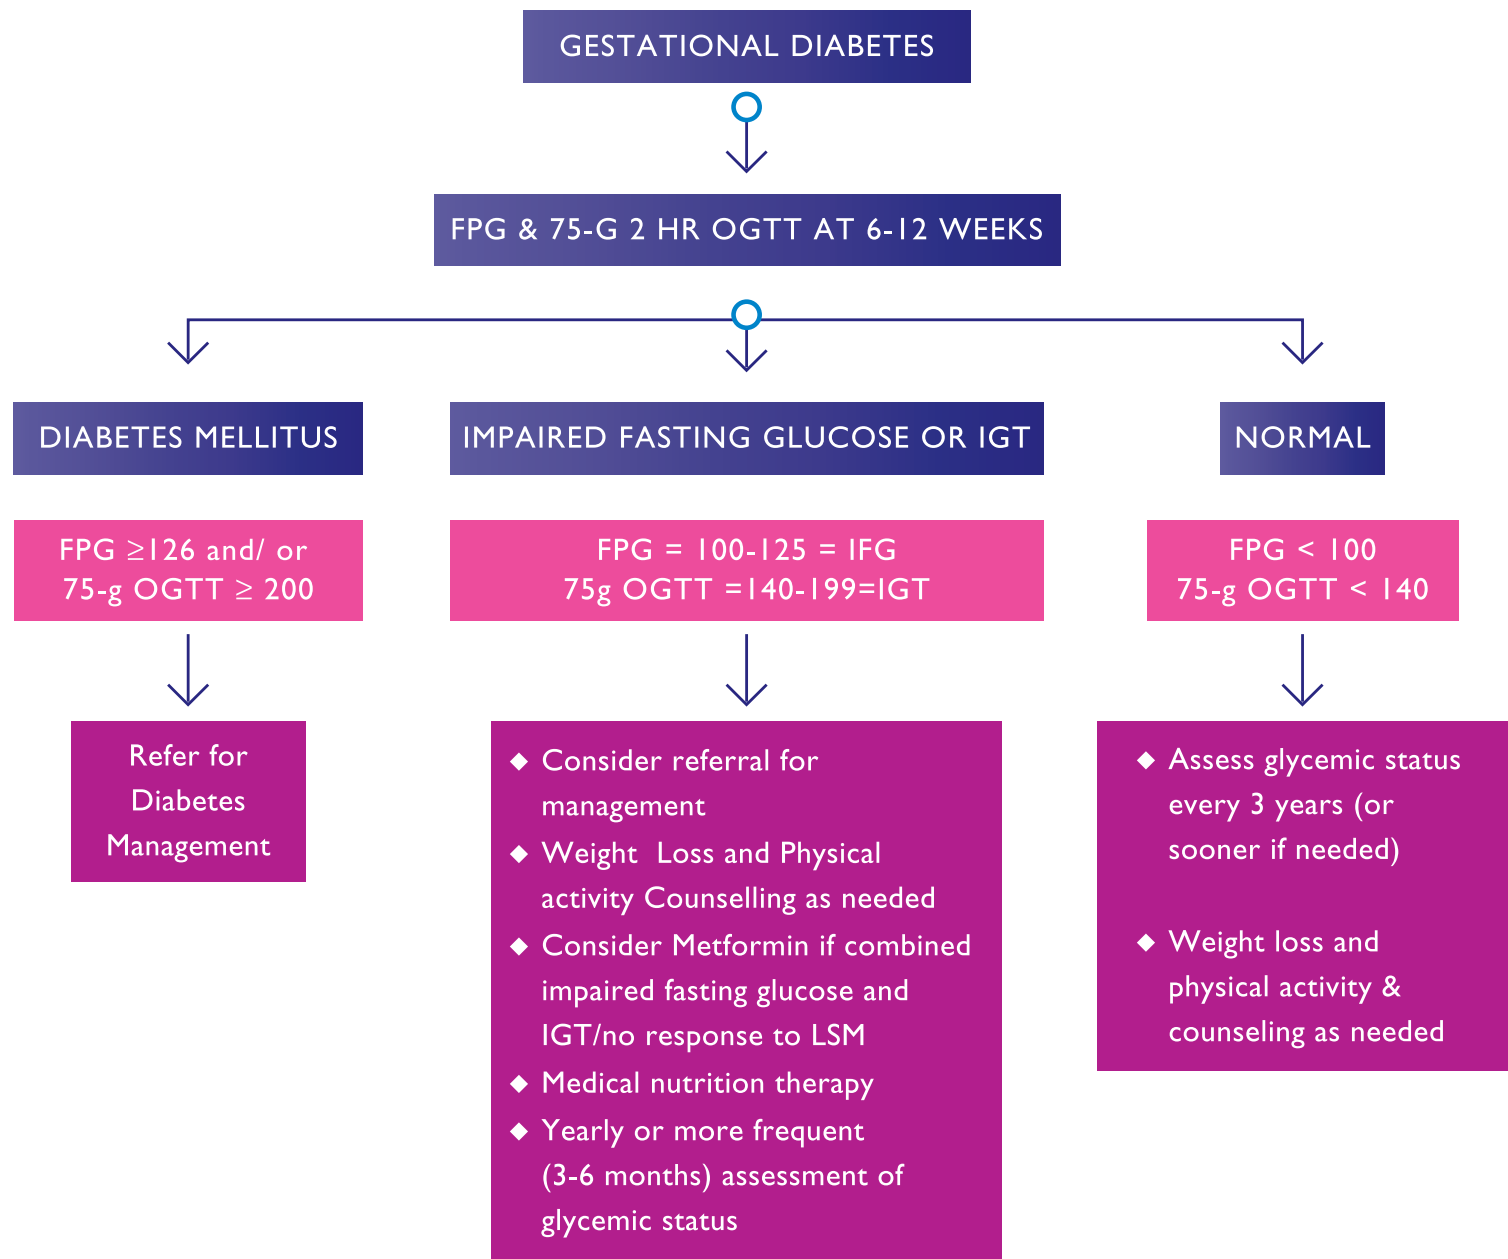 GESTATIONAL DIABETES
FPG & 75-G 2 HR OGTT AT 6-12 WEEKS
DIABETES MELLITUS
FPG ≥126 and/ or
75-g OGTT ≥ 200
Refer for
Diabetes
Management
IMPAIRED FASTING GLUCOSE OR IGT
FPG = 100-125 = IFG
75g OGTT =140-199=IGT
◆ Consider referral for
management
◆ Weight Loss and Physical
activity Counselling as needed
◆ Consider Metformin if combined
impaired fasting glucose and
IGT/no response to LSM
◆ Medical nutrition therapy
◆ Yearly or more frequent
(3-6 months) assessment of
glycemic status
NORMAL
FPG < 100
75-g OGTT < 140
◆ Assess glycemic status
every 3 years (or
sooner if needed)
◆ Weight loss and
physical activity &
counseling as needed